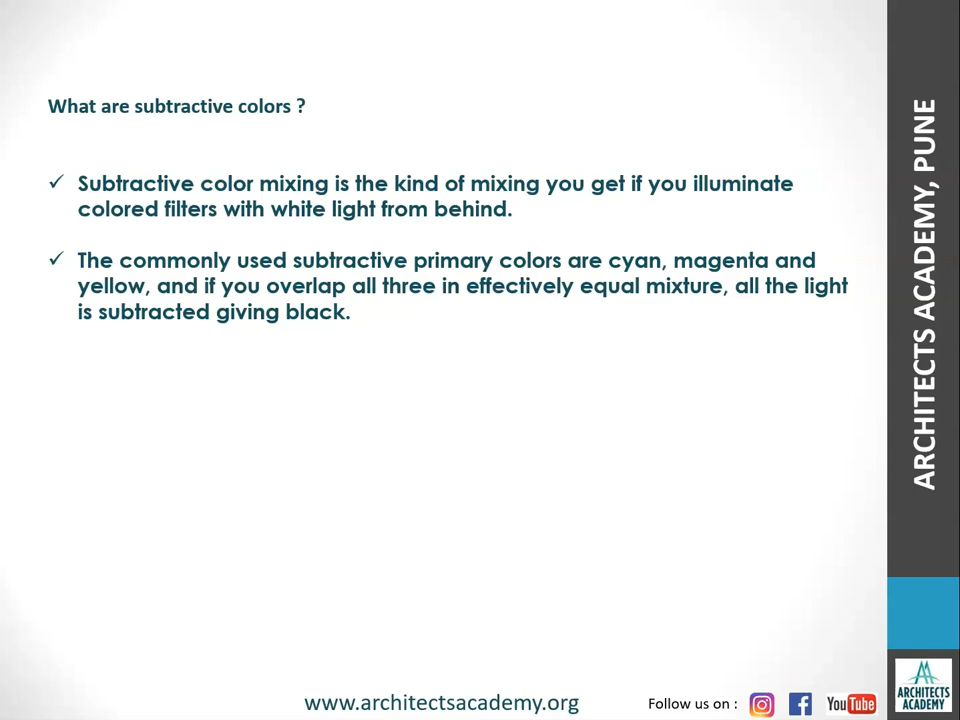 What are subtractive colors ?
✓ Subtractive color mixing is the kind of mixing you get if you illuminate
colored filters with white light from behind.
✓ The commonly used subtractive primary colors are cyan, magenta and
yellow, and if you overlap all three in effectively equal mixture, all the light
is subtracted giving black.
ARCHITECTS ACADEMY, PUNE
www.architectsacademy.org
Follow us on :
YouTube
ARCHITECTS
ACADEMY